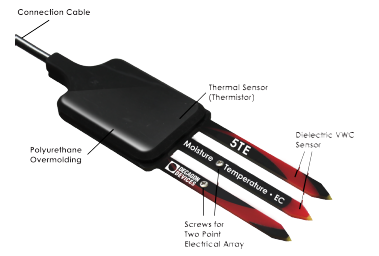 Connection Cable
Thermal Sensor
(Thermistor)
Dielectric VWC
Sensor
5TE
Moisture • Temperature • EC
Polyurethane
Overmolding
DECAGON
DEVICES
Screws for
Two Point
Electrical Array